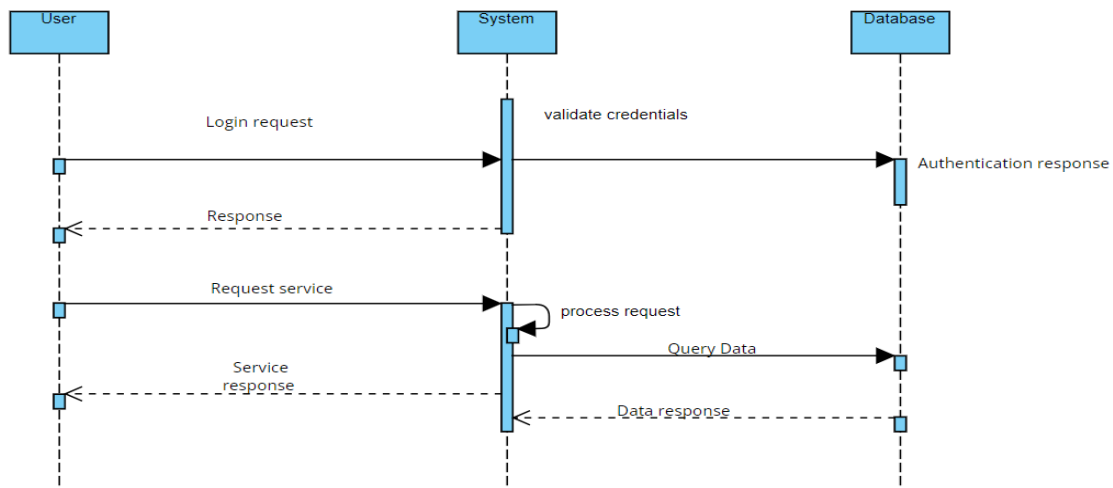 User
System
Database
Login request
validate credentials
Authentication response
Response
Request service
process request
Query Data
Service
response
Data response